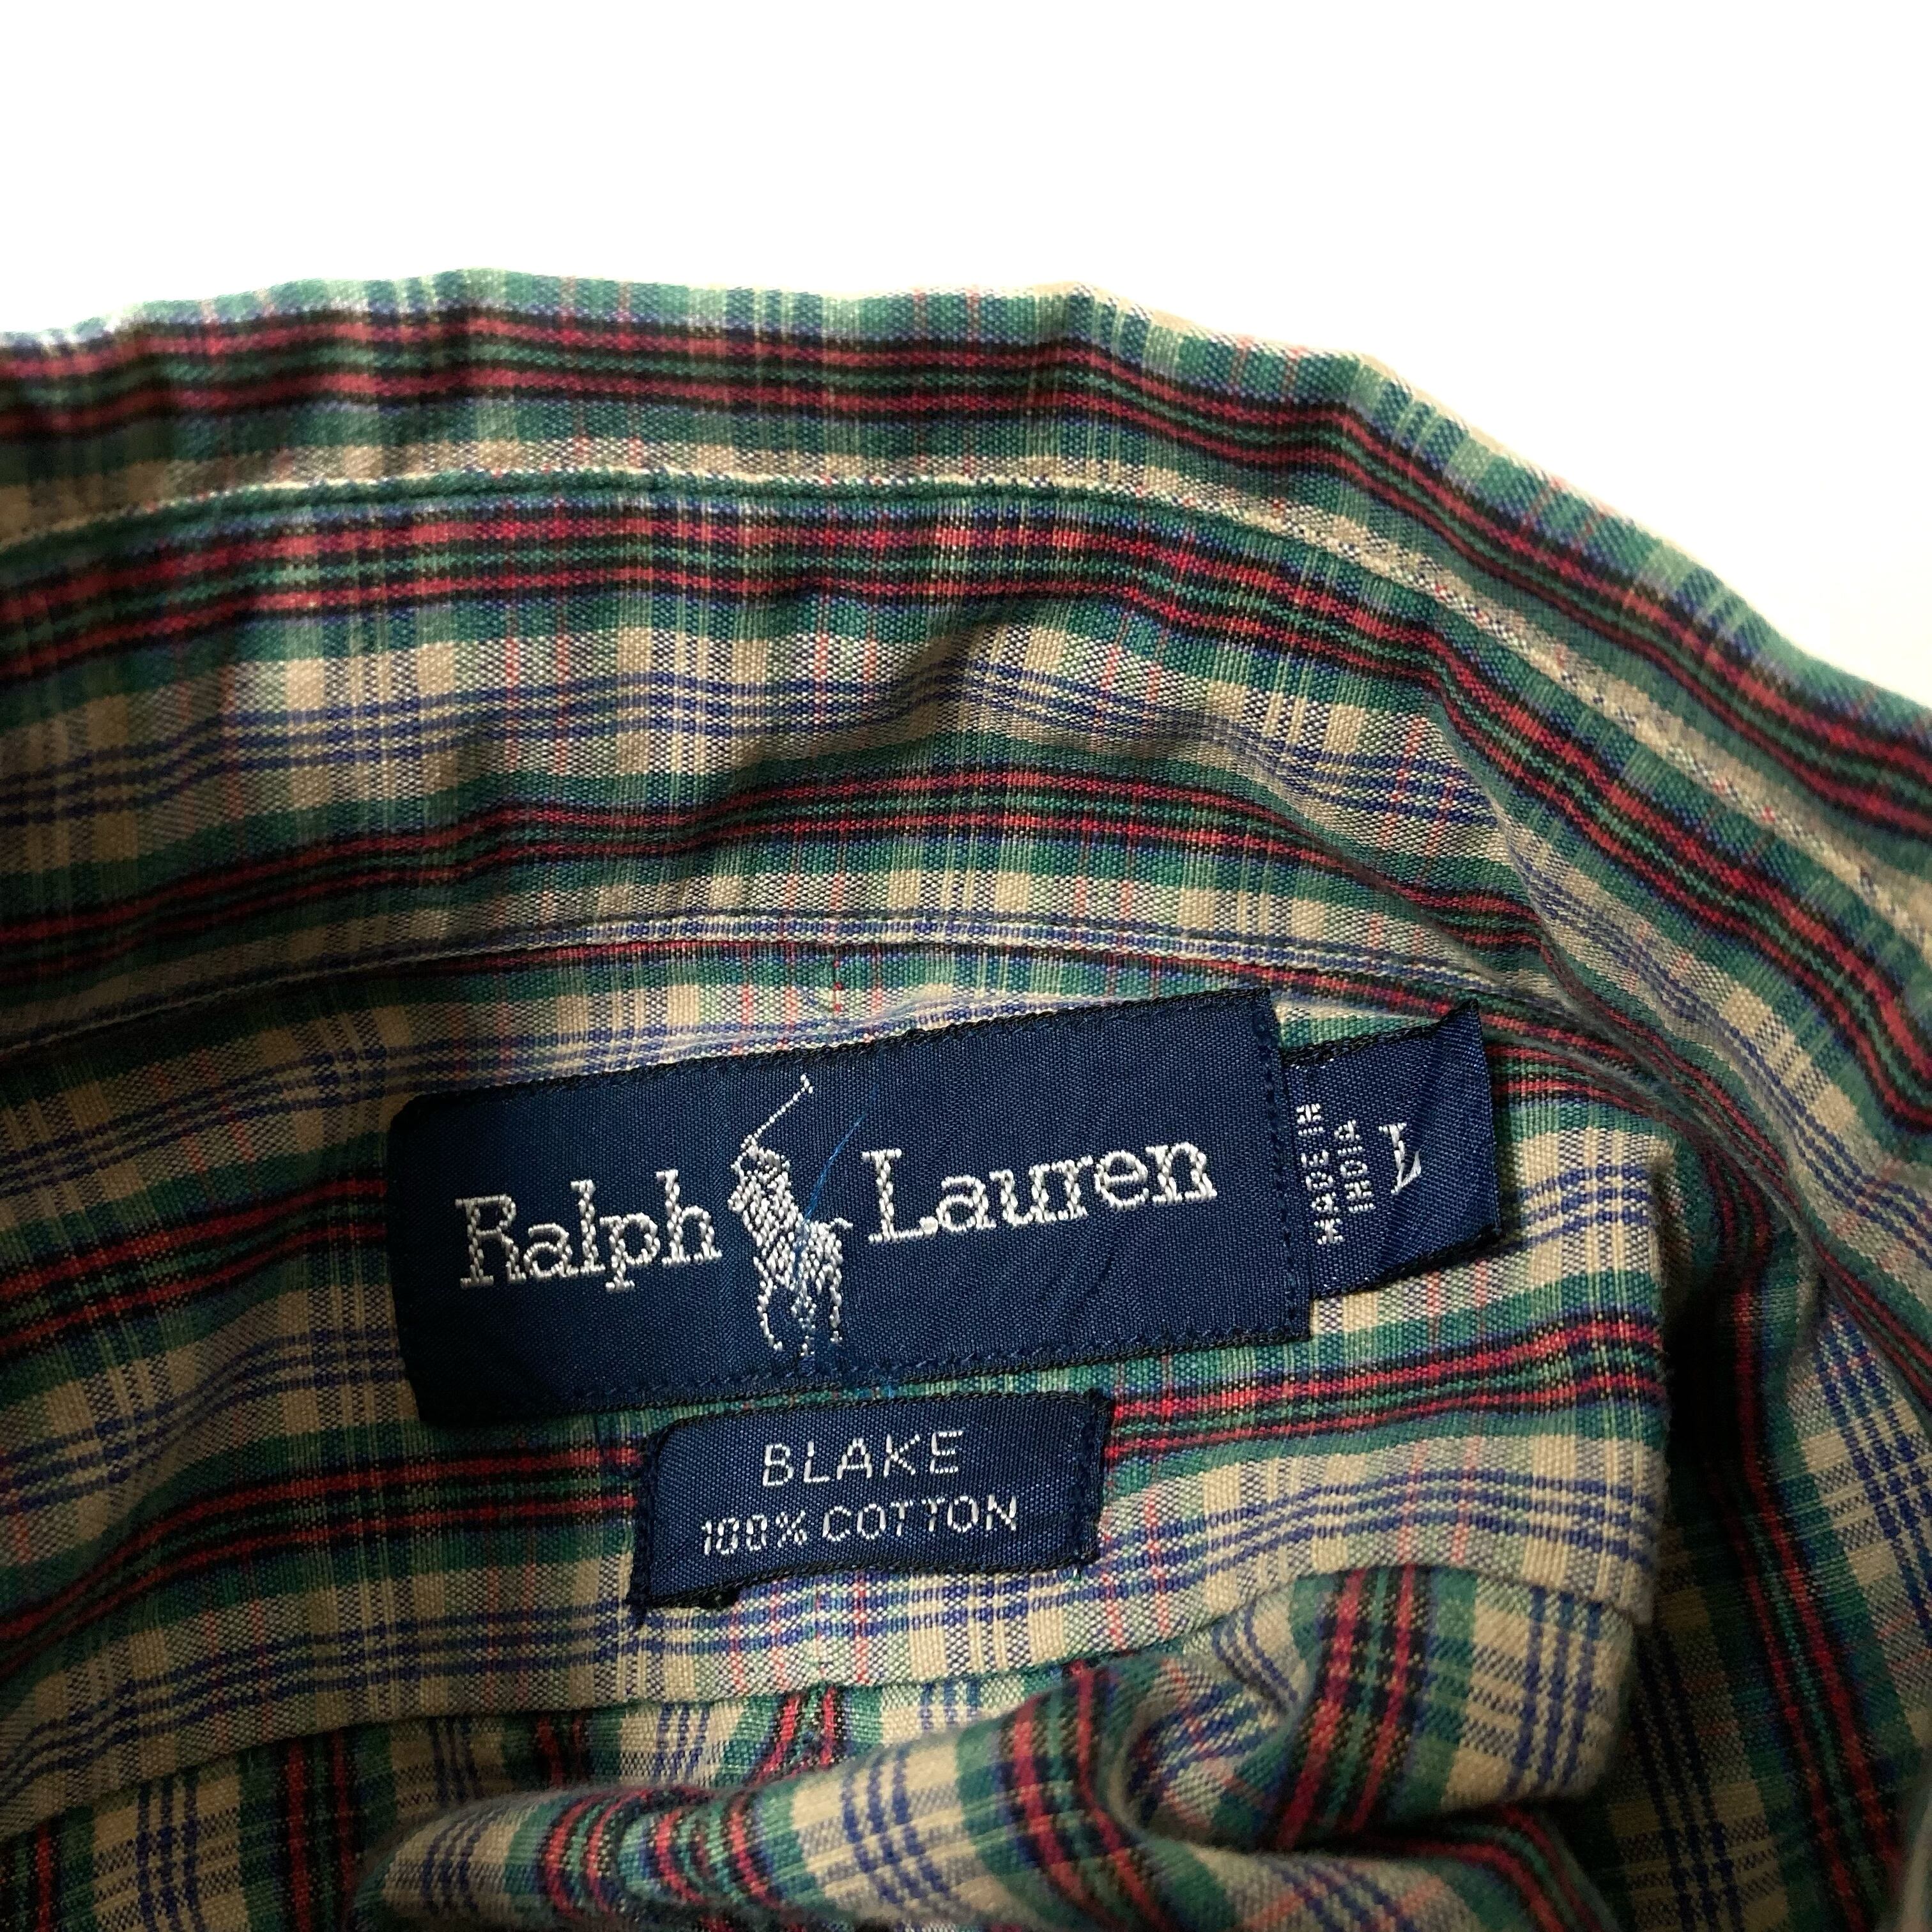 Ralph Lauren
MADE IN
INDIA
L
BLAKE
100% COTTON